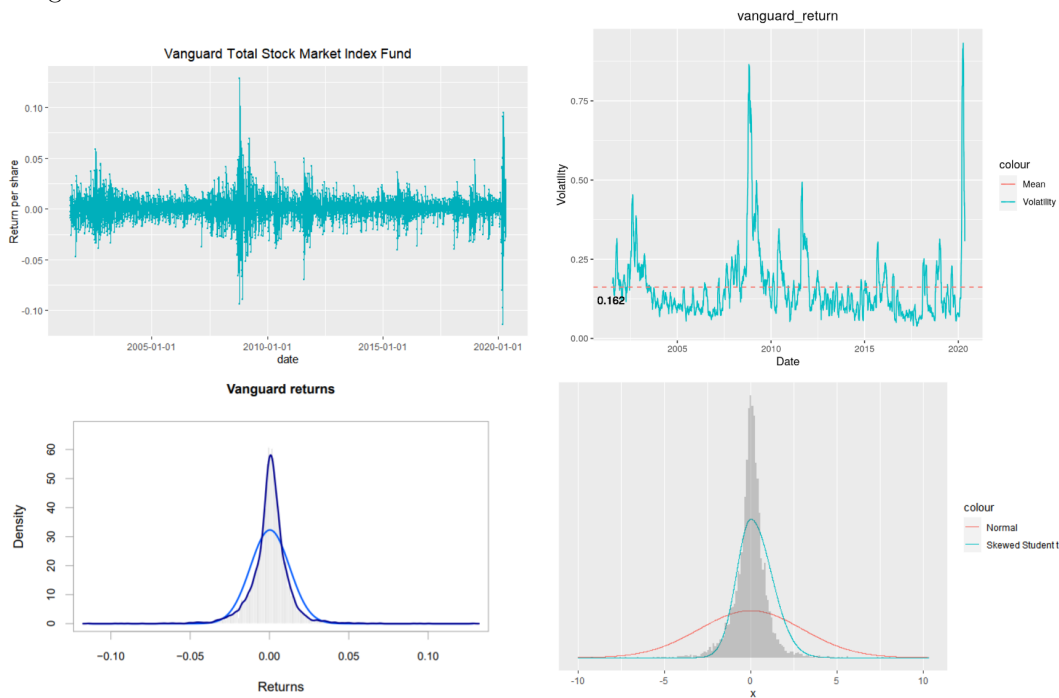 Vanguard Total Stock Market Index Fund
Return per share
0.10
0.05
0.00
-0.05
-0.10
2005-01-01
2010-01-01
2015-01-01
2020-01-01
date
vanguard_return
Volatility
0.75
0.50
0.25
0.00
0.162
2005
2010
2015
2020
Date
colour
Mean
Volatility
Vanguard returns
Density
60
50
40
30
20
10
0
−0.10
−0.05
0.00
0.05
0.10
Returns
-10
-5
0
5
10
x
colour
Normal
Skewed Student t